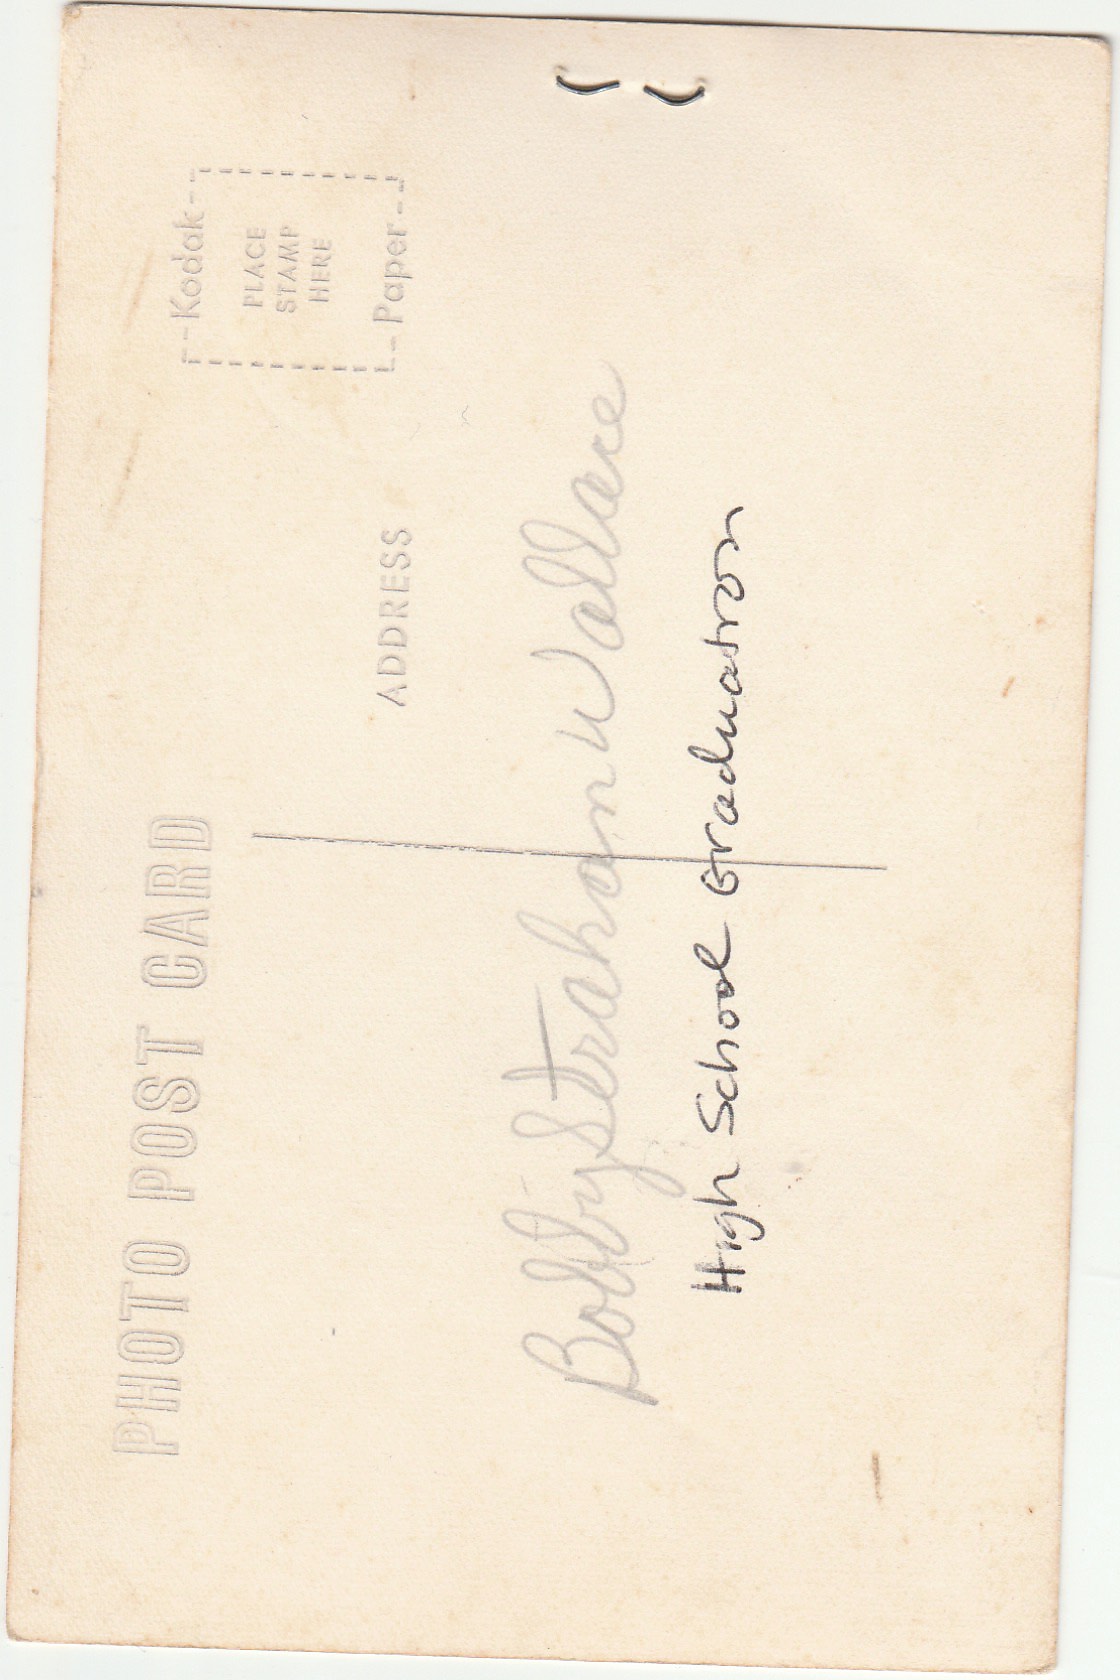 PHOTO POST CARD
Kodak
PLACE
STAMP
HERE
Paper
ADDRESS
Bobby Strahan Wallace
High School Graduation